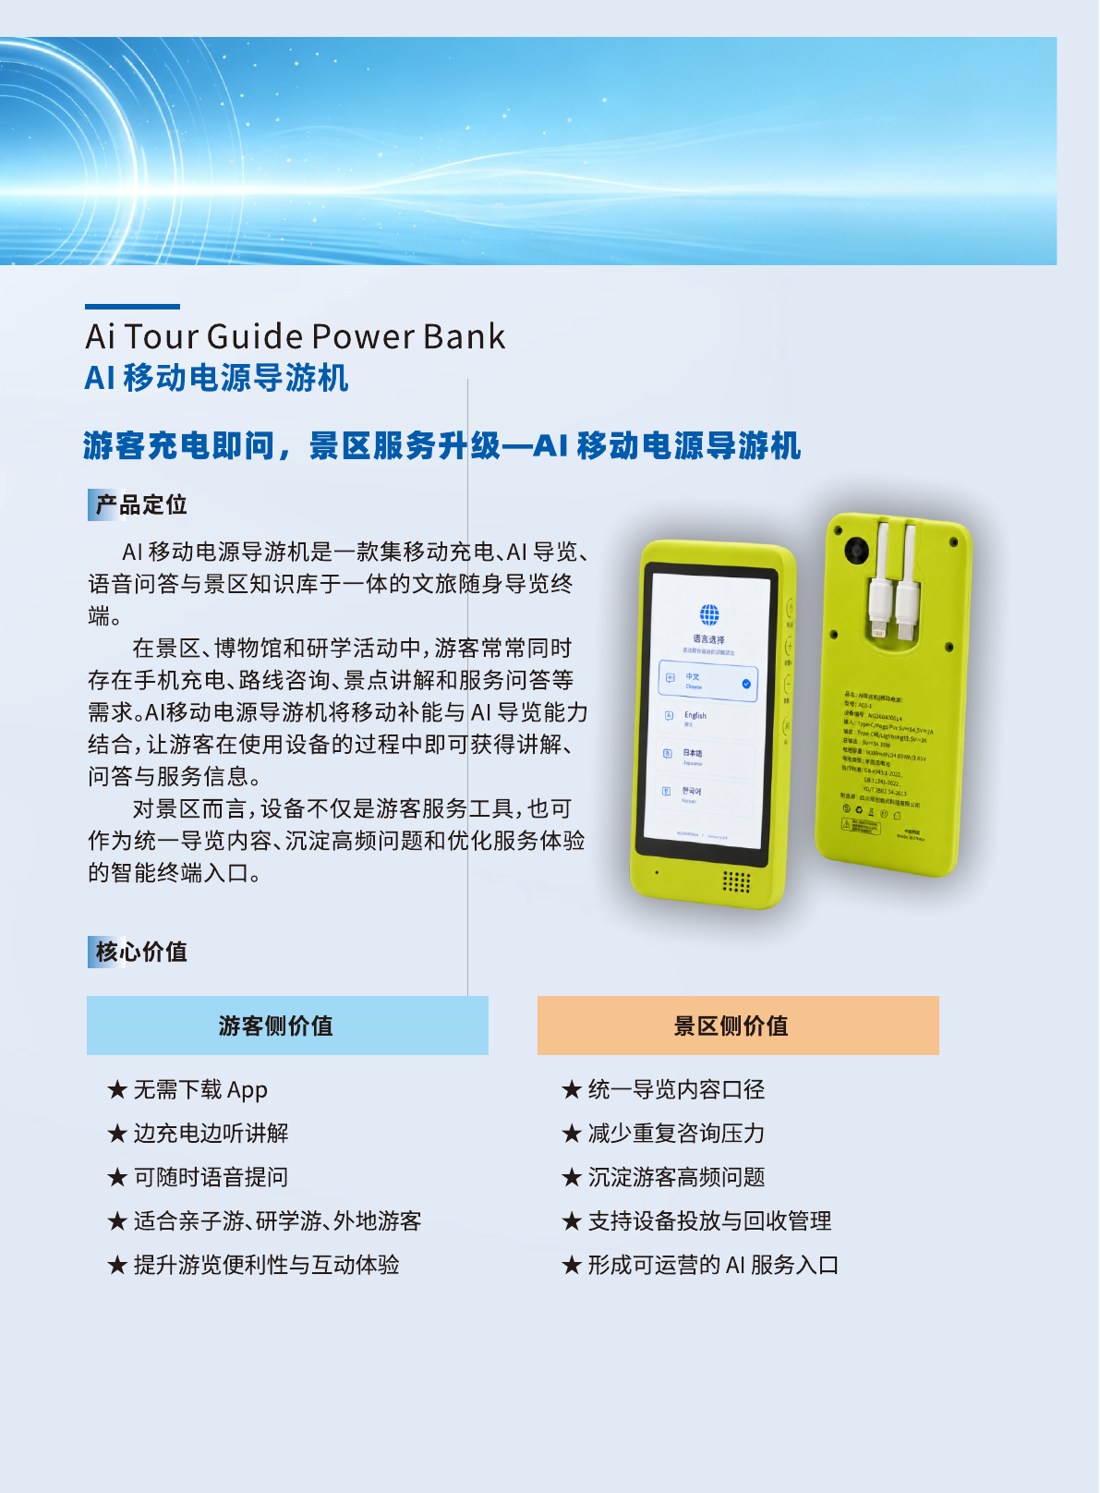 Ai Tour Guide Power Bank
AI 移动电源导游机
游客充电即问，景区服务升级—AI 移动电源导游机
产品定位
AI 移动电源导游机是一款集移动充电、AI 导览、
语音问答与景区知识库于一体的文旅随身导览终
端。
在景区、博物馆和研学活动中，游客常常同时
存在手机充电、路线咨询、景点讲解和服务问答等
需求。AI移动电源导游机将移动补能与 AI 导览能力
结合，让游客在使用设备的过程中即可获得讲解、
问答与服务信息。
对景区而言，设备不仅是游客服务工具，也可
作为统一导览内容、沉淀高频问题和优化服务体验
的智能终端入口。
语言选择
中文
Chinese
English
日本語
Japanese
한국어
Korean
核心价值
游客侧价值
★ 无需下载 App
★ 边充电边听讲解
★ 可随时语音提问
★ 适合亲子游、研学游、外地游客
★ 提升游览便利性与互动体验
景区侧价值
★ 统一导览内容口径
★ 减少重复咨询压力
★ 沉淀游客高频问题
★ 支持设备投放与回收管理
★ 形成可运营的 AI 服务入口